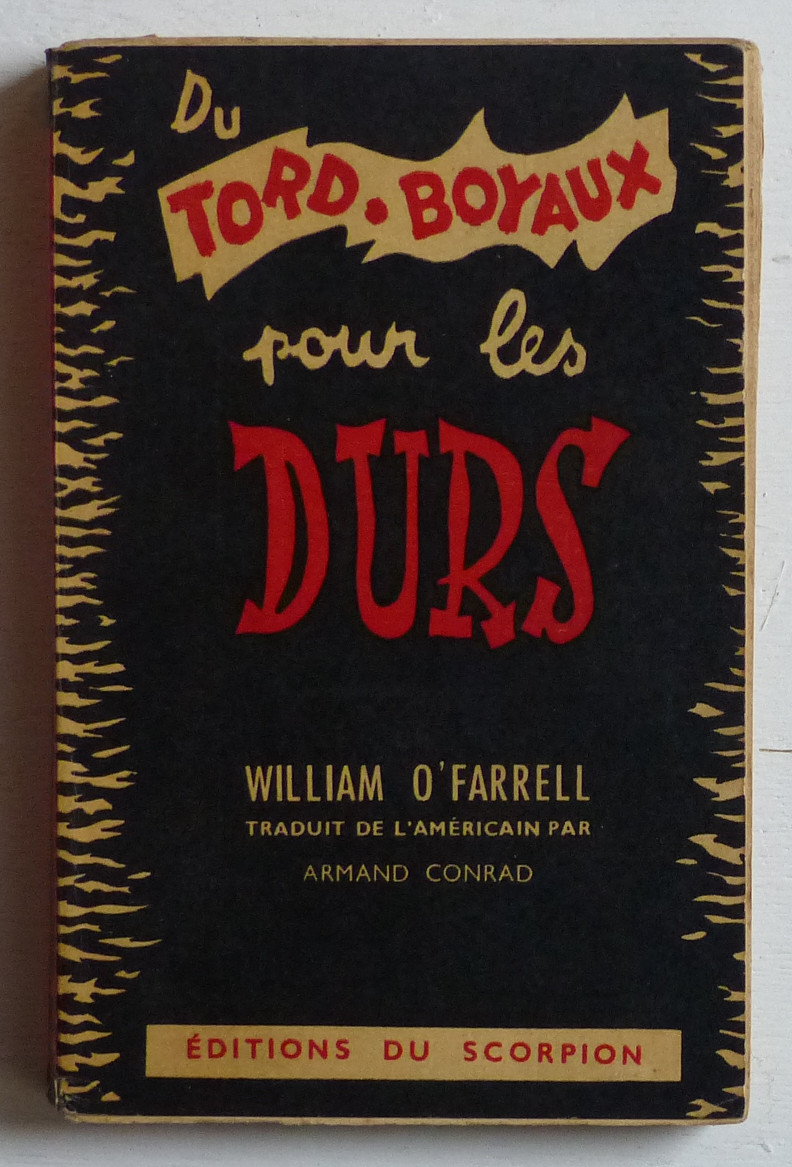 Du
TORD-BOYAUX
pour les
DURS
WILLIAM O'FARRELL
TRADUIT DE L'AMÉRICAIN PAR
ARMAND CONRAD
ÉDITIONS DU SCORPION